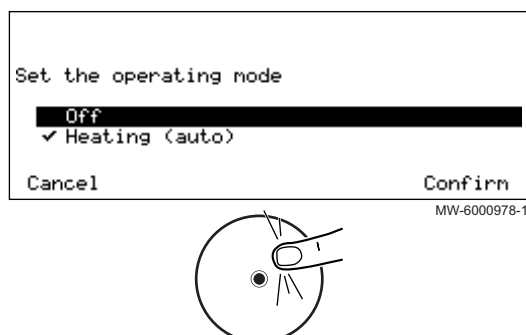 Set the operating mode
Off
✔ Heating (auto)
Cancel Confirm
MW-6000978-1